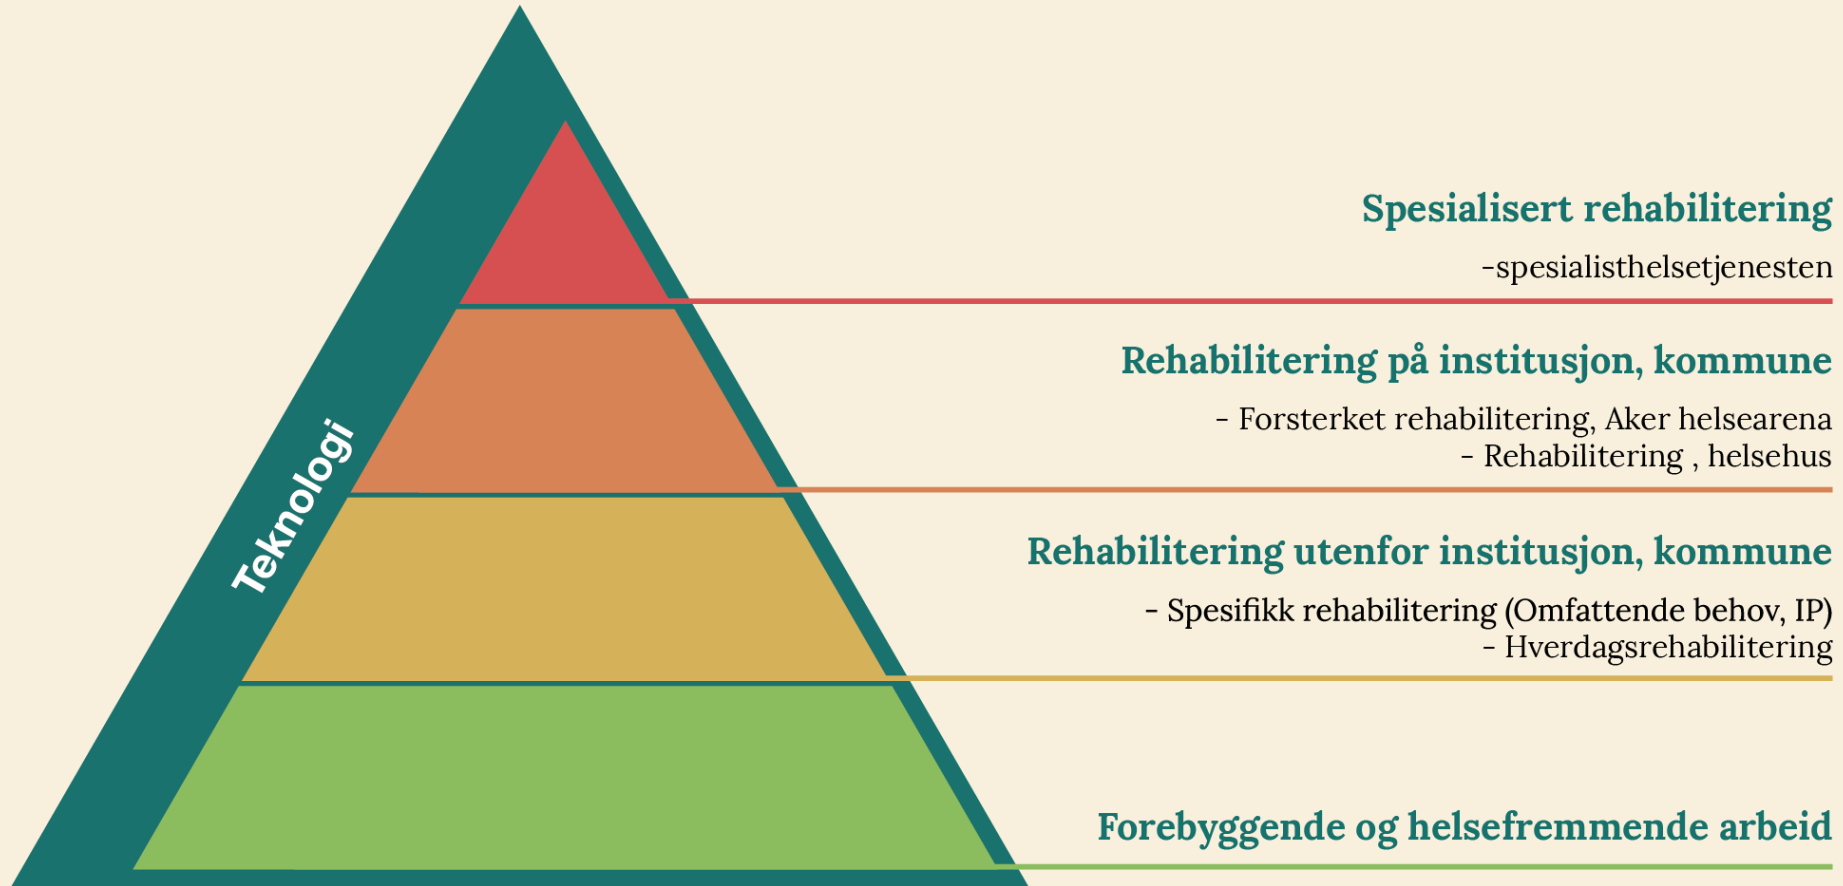 Spesialisert rehabilitering
-spesialisthelsetjenesten
Rehabilitering på institusjon, kommune
- Forsterket rehabilitering, Aker helsearena
- Rehabilitering , helsehus
Teknologi
Rehabilitering utenfor institusjon, kommune
- Spesifikk rehabilitering (Omfattende behov, IP)
- Hverdagsrehabilitering
Forebyggende og helsefremmende arbeid